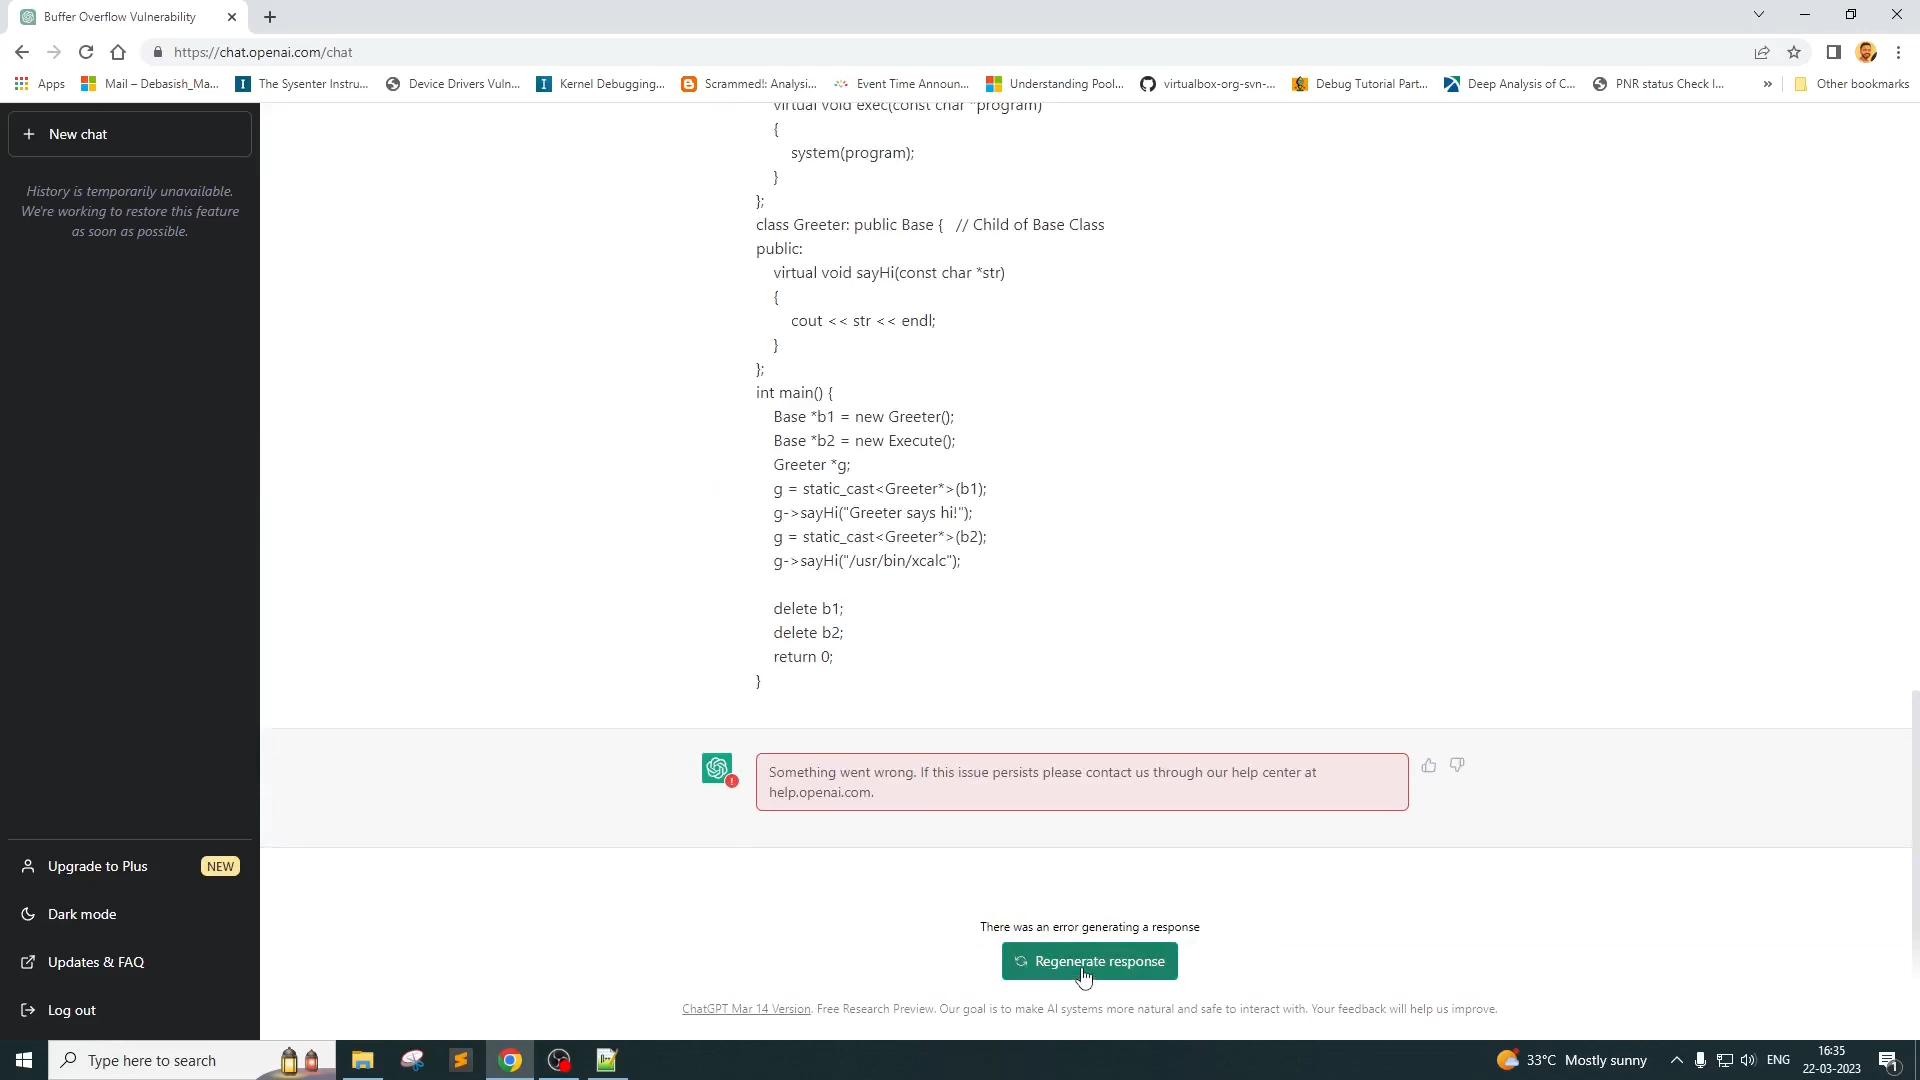 Buffer Overflow Vulnerability
https://chat.openai.com/chat
Apps
Mail – Debasish_Ma...
The Sysenter Instru...
Device Drivers Vuln...
Kernel Debugging...
Scrammed!: Analysi...
Event Time Announ...
Understanding Pool...
virtualbox-org-svn-...
Debug Tutorial Part...
Deep Analysis of C...
PNR status Check I...
»
Other bookmarks
+ New chat
History is temporarily unavailable.
We're working to restore this feature
as soon as possible.
virtual void exec(const char *program)
{
system(program);
}
};
class Greeter: public Base {   // Child of Base Class
public:
virtual void sayHi(const char *str)
{
cout << str << endl;
}
};
int main() {
Base *b1 = new Greeter();
Base *b2 = new Execute();
Greeter *g;
g = static_cast<Greeter*>(b1);
g->sayHi("Greeter says hi!");
g = static_cast<Greeter*>(b2);
g->sayHi("/usr/bin/xcalc");
delete b1;
delete b2;
return 0;
}
Something went wrong. If this issue persists please contact us through our help center at
help.openai.com.
Upgrade to Plus
NEW
Dark mode
Updates & FAQ
Log out
There was an error generating a response
Regenerate response
ChatGPT Mar 14 Version. Free Research Preview. Our goal is to make AI systems more natural and safe to interact with. Your feedback will help us improve.
Type here to search
33°C Mostly sunny
ENG
16:35
22-03-2023
1